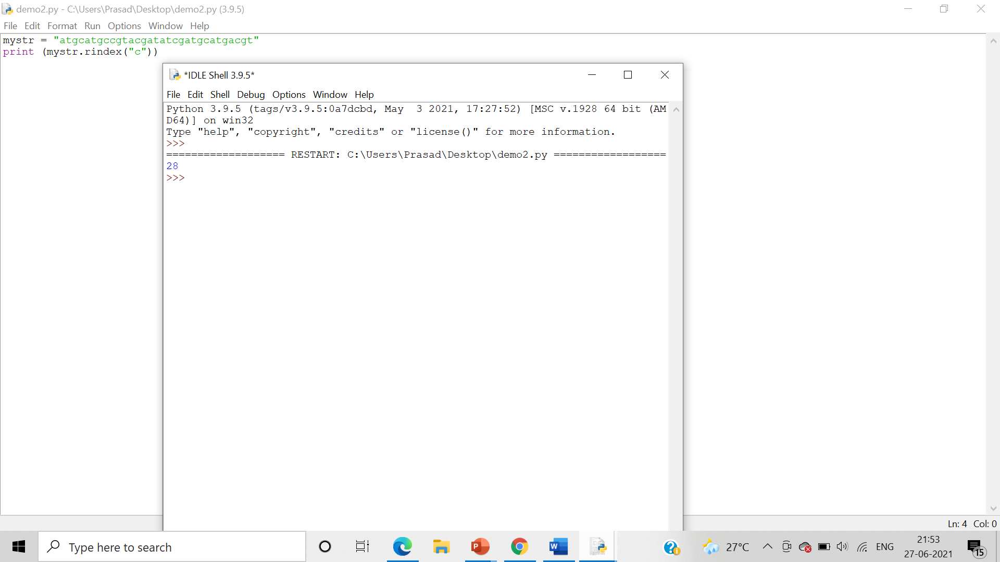 demo2.py - C:\Users\Prasad\Desktop\demo2.py (3.9.5)
File Edit Format Run Options Window Help
mystr = "atgcatgccgtacgatatcgatgcatgacgt"
print (mystr.rindex("c"))
*IDLE Shell 3.9.5*
File Edit Shell Debug Options Window Help
Python 3.9.5 (tags/v3.9.5:0a7dcbd, May  3 2021, 17:27:52) [MSC v.1928 64 bit (AM
D64)] on win32
Type "help", "copyright", "credits" or "license()" for more information.
>>>
=================== RESTART: C:\Users\Prasad\Desktop\demo2.py ==================
28
>>>
Ln: 4 Col: 0
Type here to search
P
W
27°C
ENG
21:53
27-06-2021
15